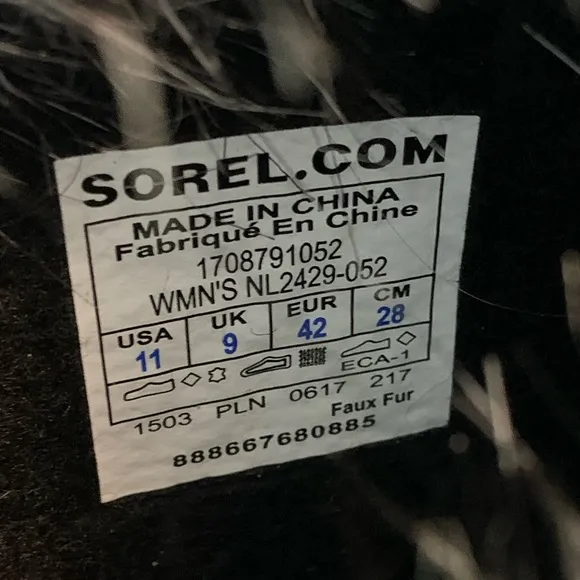 SOREL.COM
MADE IN CHINA
Fabriqué En Chine
1708791052
WMN'S NL2429-052
USA UK EUR CM
11 9 42 28
ECA-1
1503 PLN 0617 217
Faux Fur
888667680885